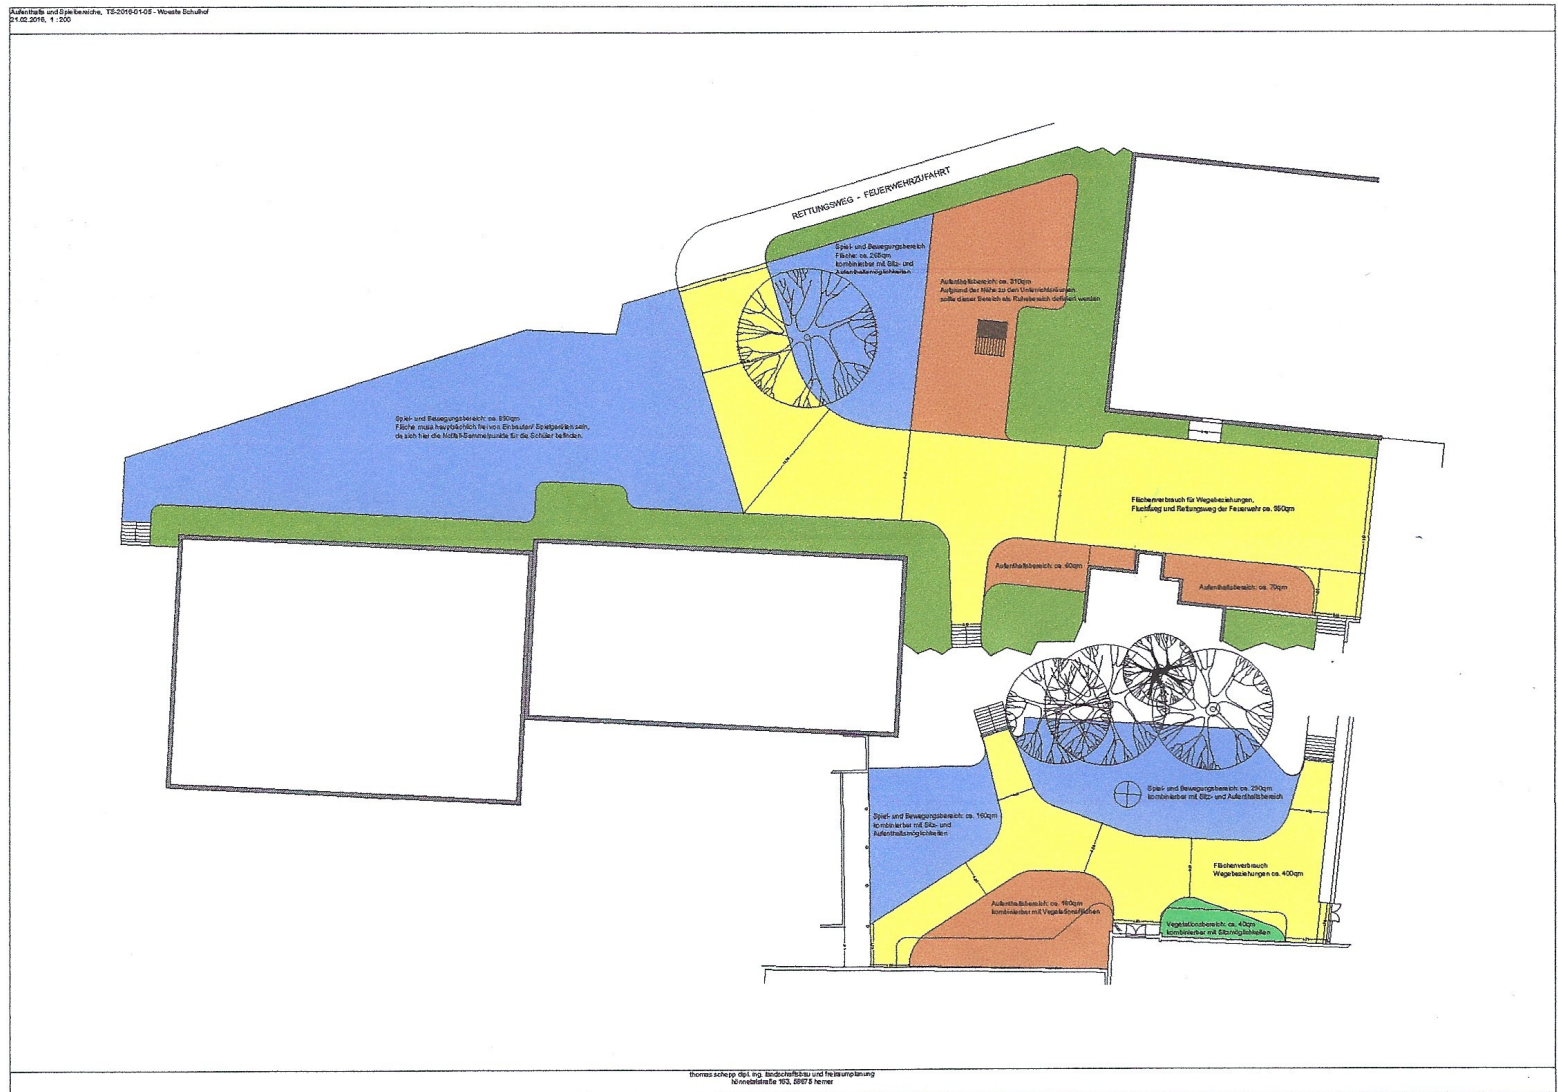 Aufenthalts und Spielbereiche, TS-2016-01-05 - Woeste Schulhof
21.02.2016, 1 : 200
RETTUNGSWEG - FEUERWEHRZUFAHRT
Spiel- und Bewegungsbereich
Fläche: ca. 265qm
kombinierbar mit Sitz- und
Aufenthaltsmöglichkeiten
Aufenthaltsbereich: ca. 310qm
Aufgrund der Nähe zu den Unterrichtsräumen
sollte dieser Bereich als Ruhebereich definiert werden
Spiel- und Bewegungsbereich: ca. 890qm
Fläche muss hauptsächlich frei von Einbauten/ Spielgeräten sein,
da sich hier die Notfall-Sammelpunkte für die Schüler befinden.
Flächenverbrauch für Wegebeziehungen,
Fluchtweg und Rettungsweg der Feuerwehr ca. 950qm
Aufenthaltsbereich: ca. 60qm
Aufenthaltsbereich: ca. 70qm
Spiel- und Bewegungsbereich: ca. 290qm
kombinierbar mit Sitz- und Aufenthaltsbereich
Spiel- und Bewegungsbereich: ca. 160qm
kombinierbar mit Sitz- und
Aufenthaltsmöglichkeiten
Flächenverbrauch
Wegebeziehungen ca. 400qm
Aufenthaltsbereich: ca. 160qm
kombinierbar mit Vegetationsflächen
Vegetationsbereich: ca. 40qm
kombinierbar mit Sitzmöglichkeiten
thomas schepp dipl. ing. landschaftsbau und freiraumplanung
hönnetalstraße 163, 58675 hemer